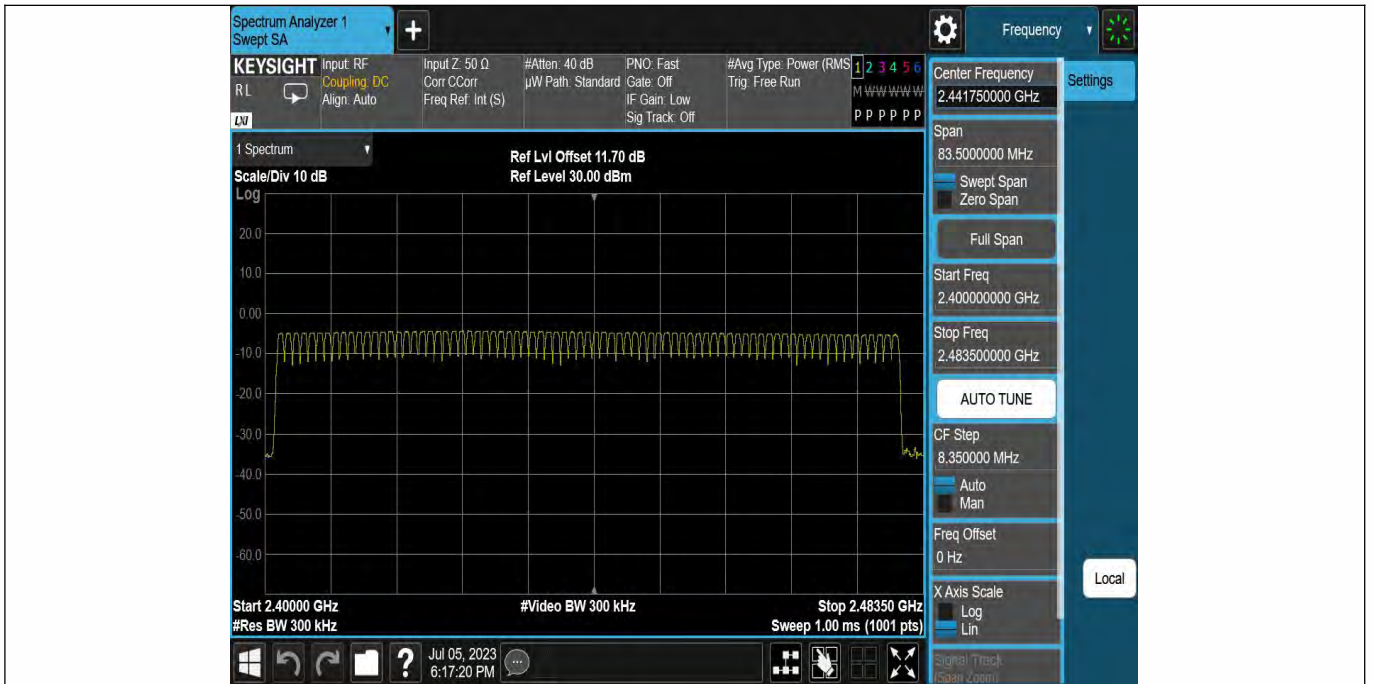 Spectrum Analyzer 1
Swept SA
+
Frequency
KEYSIGHT
RL
LXI
Input: RF
Coupling: DC
Align: Auto
Input Z: 50 Ω
Corr CCorr
Freq Ref: Int (S)
#Atten: 40 dB
µW Path: Standard
PNO: Fast
Gate: Off
IF Gain: Low
Sig Track: Off
#Avg Type: Power (RMS
Trig: Free Run
1 2 3 4 5 6
M W W W W W
P P P P P P
1 Spectrum
Scale/Div 10 dB
Ref Lvl Offset 11.70 dB
Ref Level 30.00 dBm
Log
20.0
10.0
0.00
-10.0
-20.0
-30.0
-40.0
-50.0
-60.0
Start 2.40000 GHz
#Res BW 300 kHz
#Video BW 300 kHz
Stop 2.48350 GHz
Sweep 1.00 ms (1001 pts)
Center Frequency
2.441750000 GHz
Settings
Span
83.5000000 MHz
Swept Span
Zero Span
Full Span
Start Freq
2.400000000 GHz
Stop Freq
2.483500000 GHz
AUTO TUNE
CF Step
8.350000 MHz
Auto
Man
Freq Offset
0 Hz
X Axis Scale
Log
Lin
Signal Track
(Span Zoom)
Local
?
Jul 05, 2023
6:17:20 PM